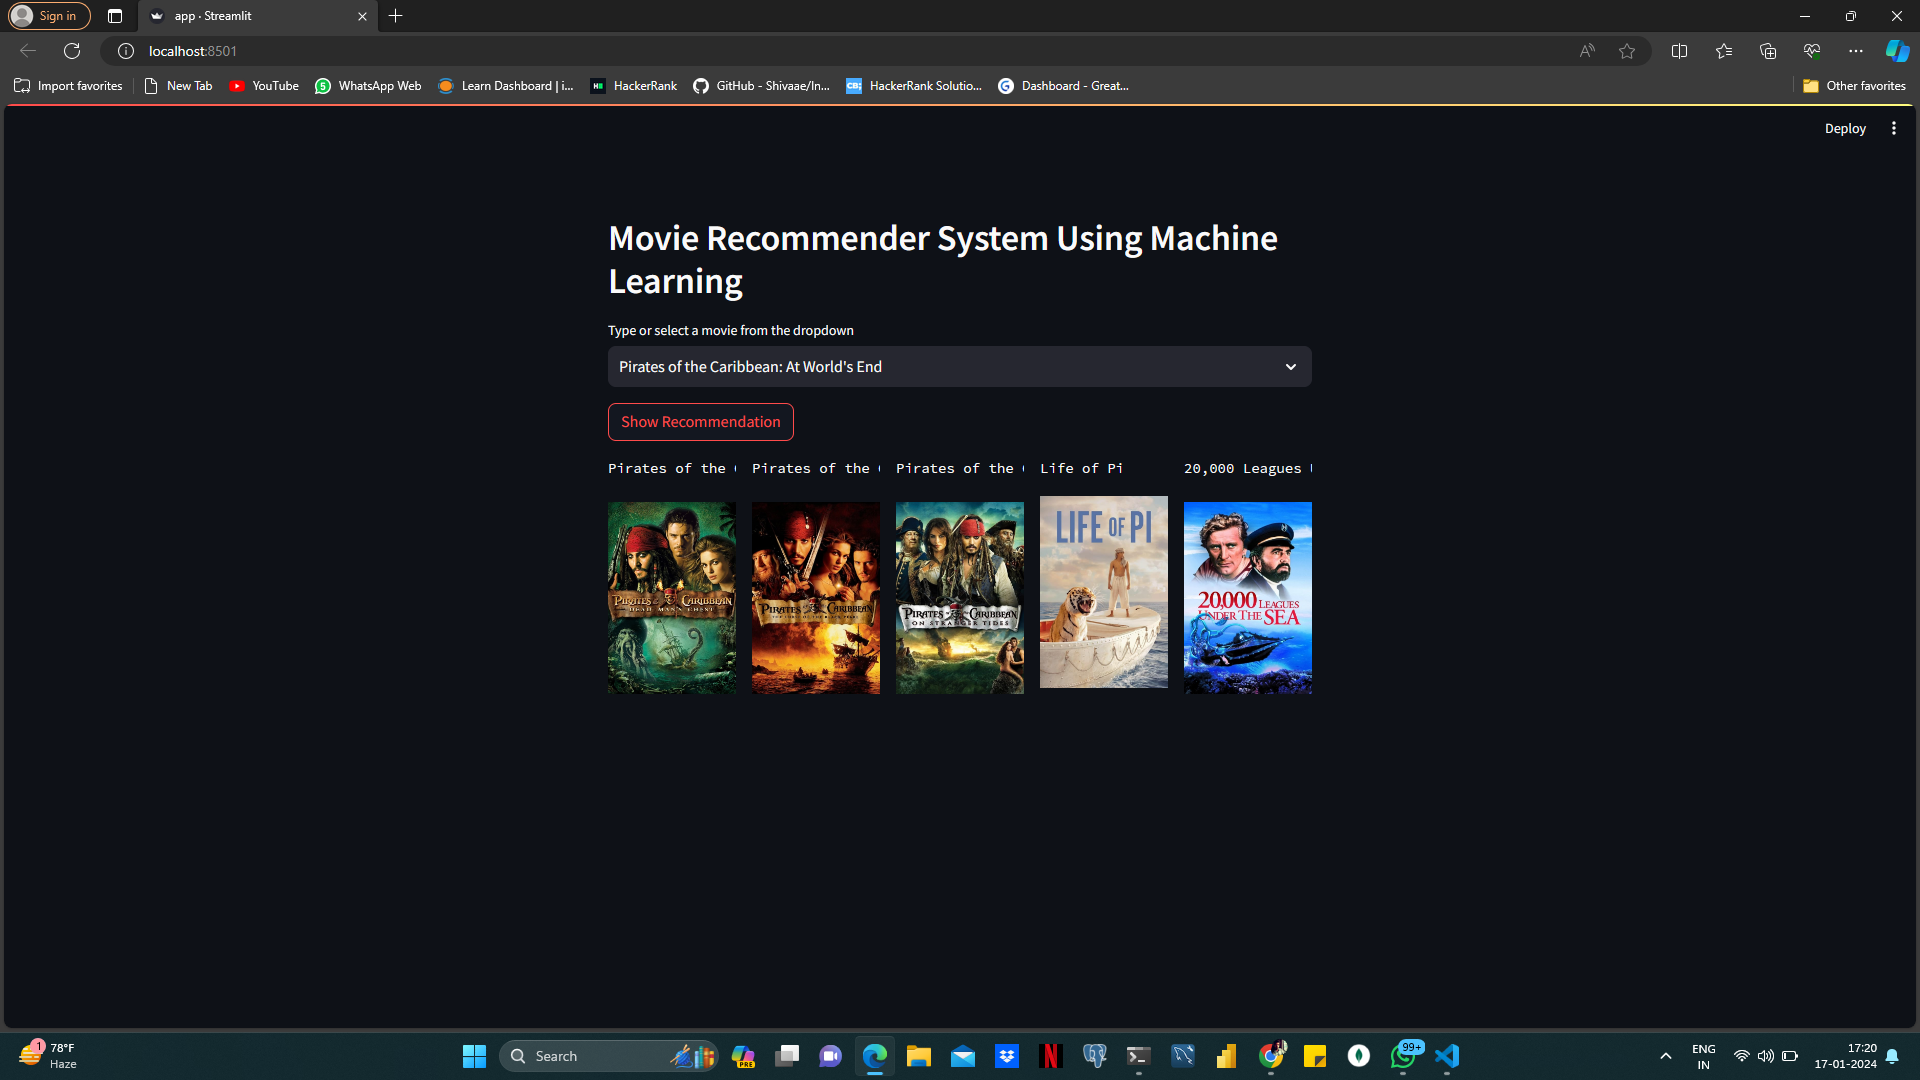 Sign in
app · Streamlit
localhost:8501
Import favorites
New Tab
YouTube
WhatsApp Web
Learn Dashboard | i...
HackerRank
GitHub - Shivaae/In...
HackerRank Solutio...
Dashboard - Great...
Other favorites
Deploy
Movie Recommender System Using Machine
Learning
Type or select a movie from the dropdown
Pirates of the Caribbean: At World's End
Show Recommendation
Pirates of the
Pirates of the
Pirates of the
Life of Pi
20,000 Leagues
PIRATES of the CARIBBEAN
DEAD MAN'S CHEST
PIRATES of the CARIBBEAN
PIRATES of the CARIBBEAN
ON STRANGER TIDES
LIFE OF PI
20,000 LEAGUES
UNDER THE SEA
1
78°F
Haze
Search
PRE
99+
ENG
IN
17:20
17-01-2024